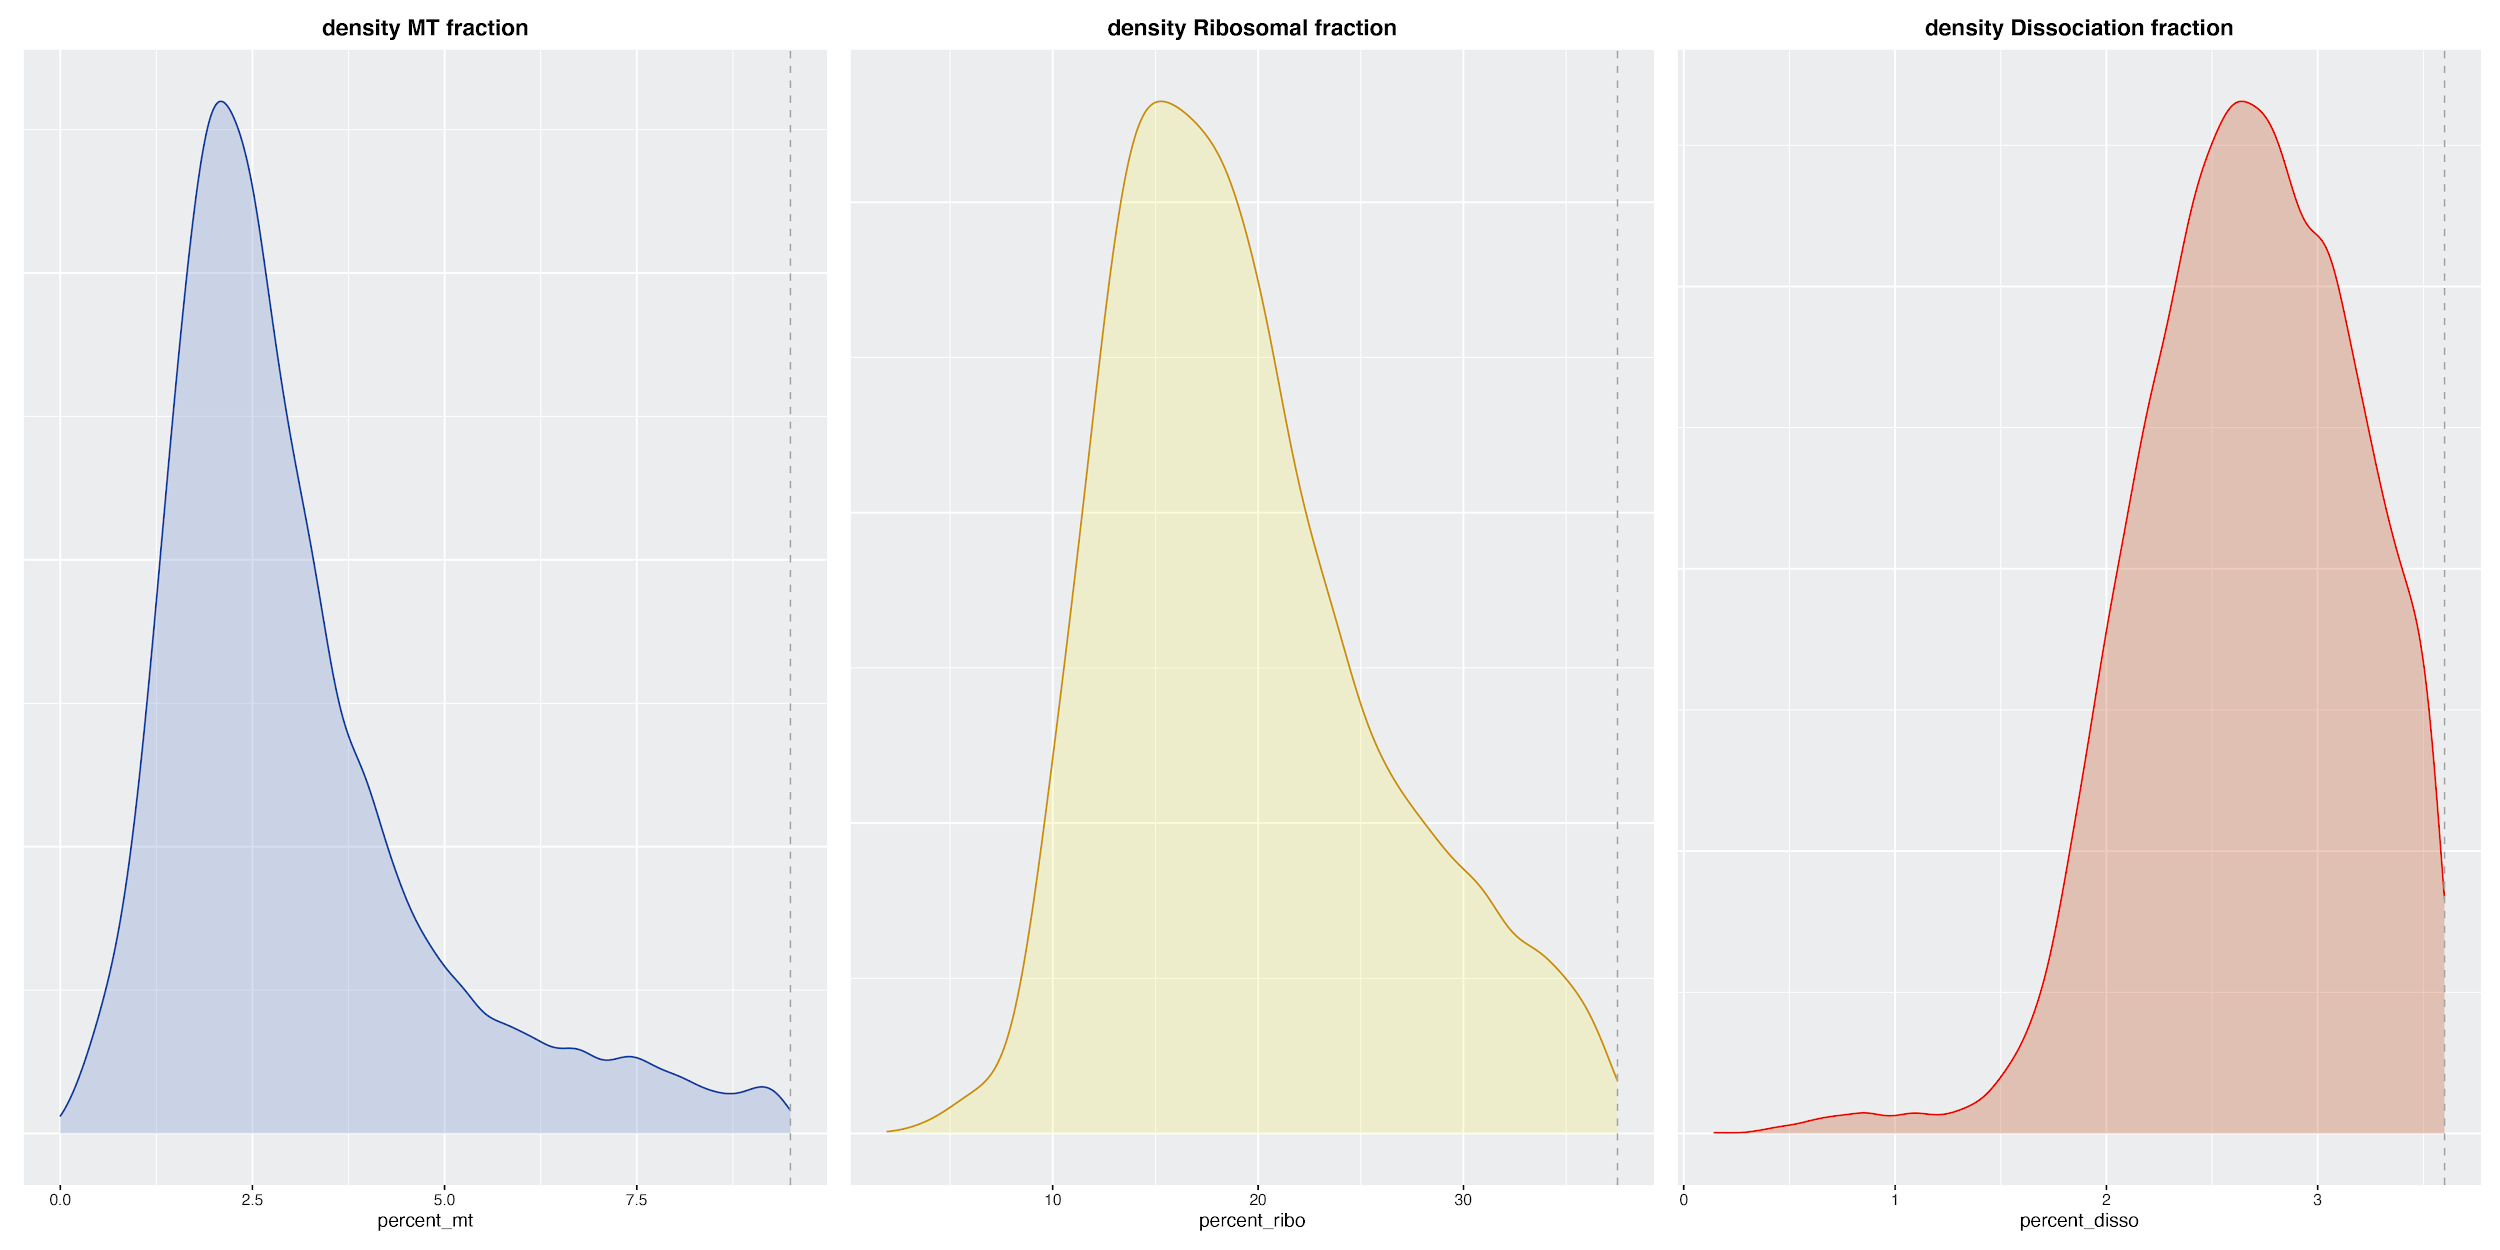 density MT fraction
0.0 2.5 5.0 7.5
percent_mt
density Ribosomal fraction
10 20 30
percent_ribo
density Dissociation fraction
0 1 2 3
percent_disso